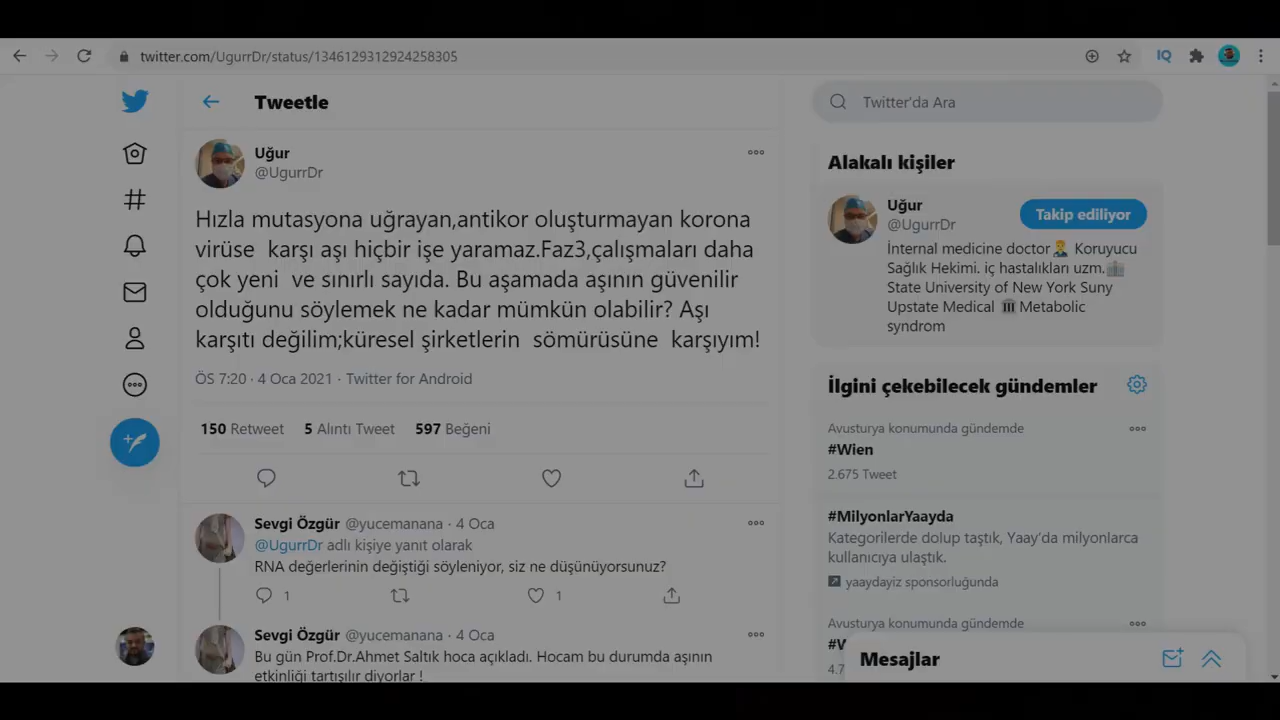 twitter.com/UgurrDr/status/1346129312924258305
IQ
Tweetle
Uğur
@UgurrDr
Hızla mutasyona uğrayan,antikor oluşturmayan korona
virüse karşı aşı hiçbir işe yaramaz.Faz3,çalışmaları daha
çok yeni ve sınırlı sayıda. Bu aşamada aşının güvenilir
olduğunu söylemek ne kadar mümkün olabilir? Aşı
karşıtı değilim;küresel şirketlerin sömürüsüne karşıyım!
ÖS 7:20 · 4 Oca 2021 · Twitter for Android
150 Retweet 5 Alıntı Tweet 597 Beğeni
Sevgi Özgür @yucemanana · 4 Oca
@UgurrDr adlı kişiye yanıt olarak
RNA değerlerinin değiştiği söyleniyor, siz ne düşünüyorsunuz?
1 1
Sevgi Özgür @yucemanana · 4 Oca
Bu gün Prof.Dr.Ahmet Saltık hoca açıkladı. Hocam bu durumda aşının
etkinliği tartışılır diyorlar !
Twitter'da Ara
Alakalı kişiler
Uğur
@UgurrDr
Takip ediliyor
İnternal medicine doctor Koruyucu
Sağlık Hekimi. iç hastalıkları uzm.
State University of New York Suny
Upstate Medical Metabolic
syndrom
İlgini çekebilecek gündemler
Avusturya konumunda gündemde
#Wien
2.675 Tweet
#MilyonlarYaayda
Kategorilerde dolup taştık, Yaay'da milyonlarca
kullanıcıya ulaştık.
yaaydayiz sponsorluğunda
Avusturya konumunda gündemde
#W
4.7
Mesajlar